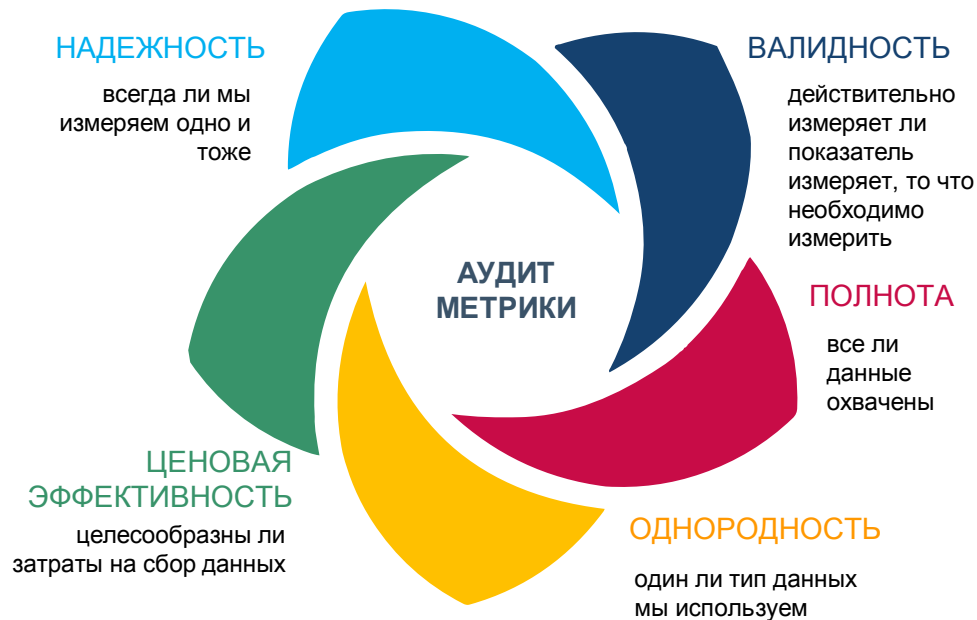 НАДЕЖНОСТЬ
всегда ли мы
измеряем одно и
тоже
ВАЛИДНОСТЬ
действительно
измеряет ли
показатель
измеряет, то что
необходимо
измерить
АУДИТ
МЕТРИКИ
ПОЛНОТА
все ли
данные
охвачены
ЦЕНОВАЯ
ЭФФЕКТИВНОСТЬ
целесообразны ли
затраты на сбор данных
ОДНОРОДНОСТЬ
один ли тип данных
мы используем